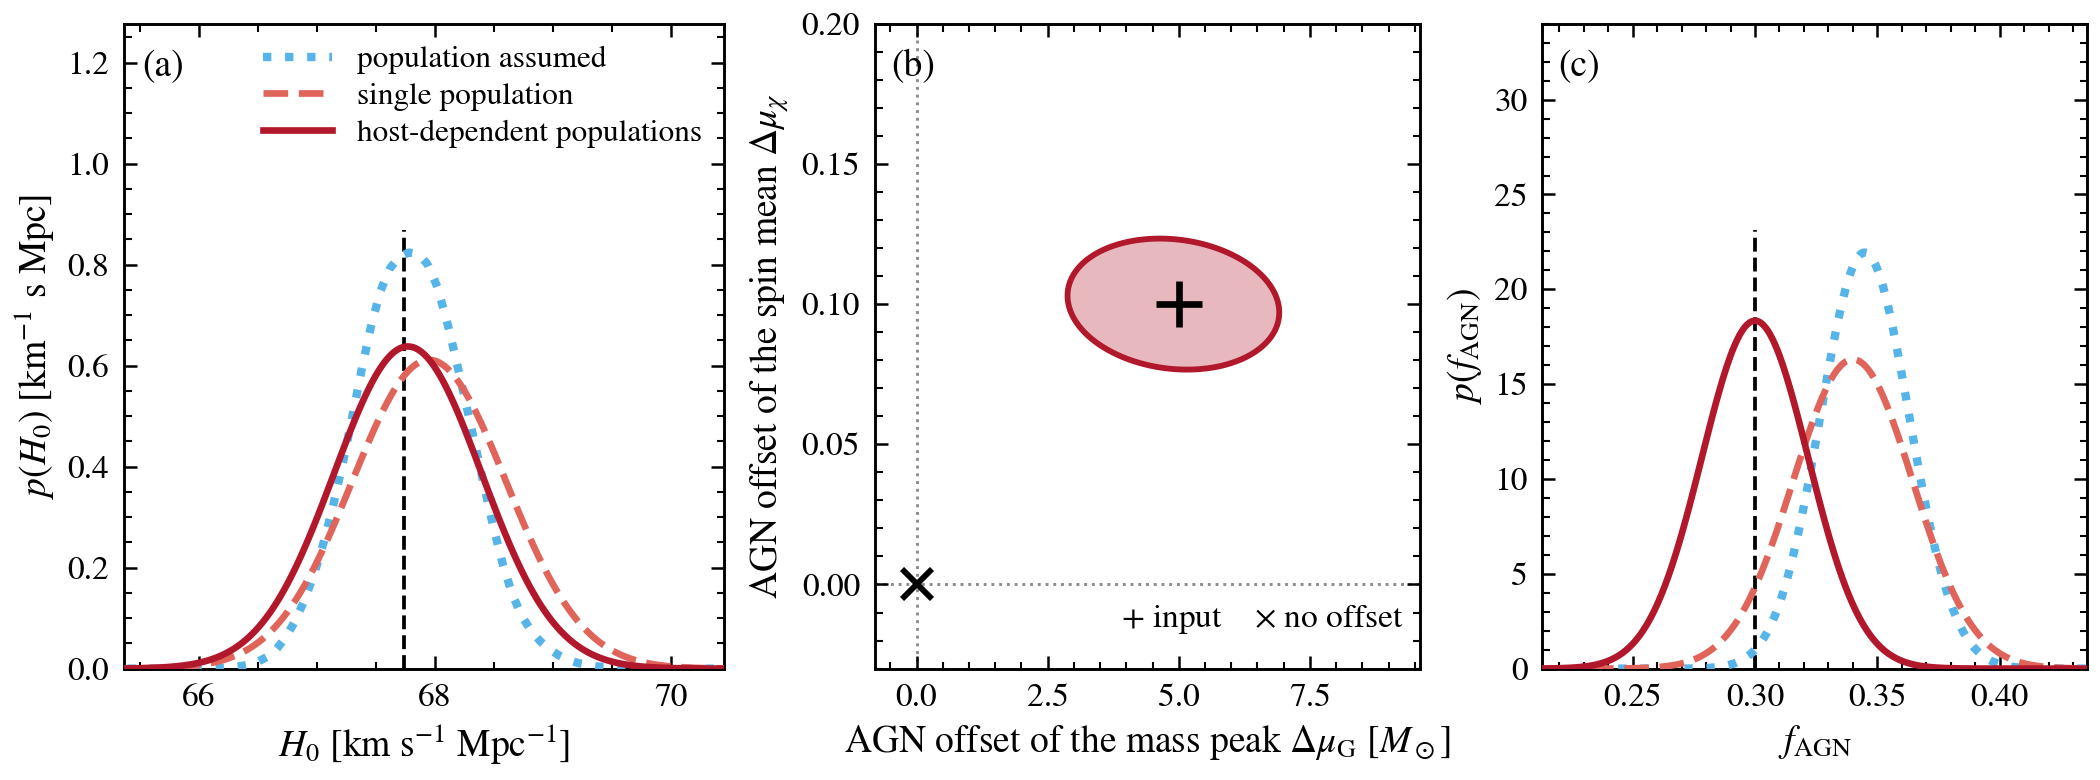 (a)
population assumed
single population
host-dependent populations
1.2
1.0
0.8
0.6
0.4
0.2
0.0
66
68
70
p(H₀) [km⁻¹ s Mpc]
H₀ [km s⁻¹ Mpc⁻¹]
(b)
0.20
0.15
0.10
0.05
0.00
0.0
2.5
5.0
7.5
+ input × no offset
AGN offset of the spin mean Δμᵪ
AGN offset of the mass peak Δμ_G [M_⊙]
(c)
30
25
20
15
10
5
0
0.25
0.30
0.35
0.40
p(f_AGN)
f_AGN